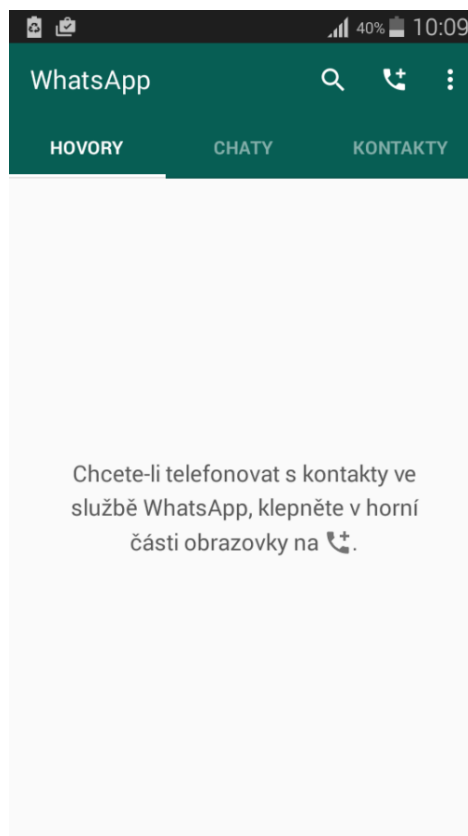 40% 10:09
WhatsApp
HOVORY CHATY KONTAKTY
Chcete-li telefonovat s kontakty ve
službě WhatsApp, klepněte v horní
části obrazovky na .